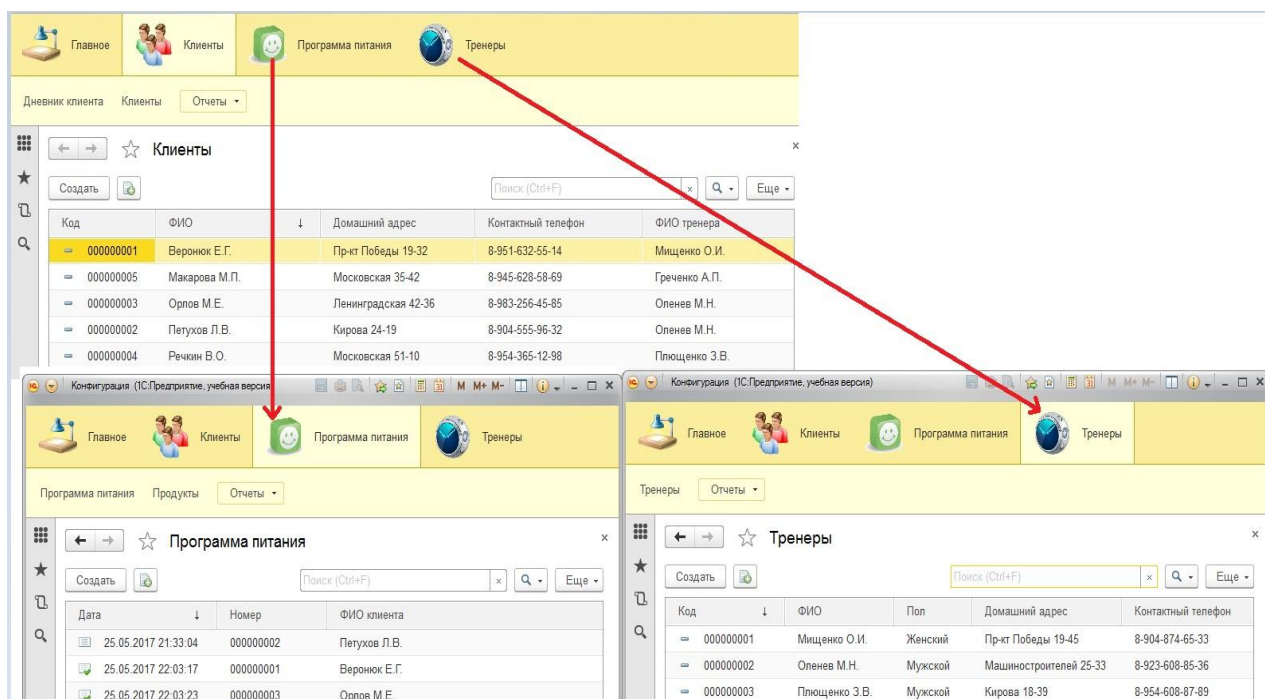 Главное Клиенты Программа питания Тренеры
Дневник клиента Клиенты Отчеты
Клиенты
Создать Поиск (Ctrl+F) Еще
Код ФИО Домашний адрес Контактный телефон ФИО тренера
000000001 Веронюк Е.Г. Пр-кт Победы 19-32 8-951-632-55-14 Мищенко О.И.
000000005 Макарова М.П. Московская 35-42 8-945-628-58-69 Греченко А.П.
000000003 Орлов М.Е. Ленинградская 42-36 8-983-256-45-85 Оленев М.Н.
000000002 Петухов Л.В. Кирова 24-19 8-904-555-96-32 Оленев М.Н.
000000004 Речкин В.О. Московская 51-10 8-954-365-12-98 Плющенко З.В.
Конфигурация (1С:Предприятие, учебная версия M M+ M-
Главное Клиенты Программа питания Тренеры
Программа питания Продукты Отчеты
Программа питания
Создать Поиск (Ctrl+F) Еще
Дата Номер ФИО клиента
25.05.2017 21:33:04 000000002 Петухов Л.В.
25.05.2017 22:03:17 000000001 Веронюк Е.Г.
25.05.2017 22:03:23 000000003 Орлов М.Е.
Конфигурация (1С:Предприятие, учебная версия) M M+ M-
Главное Клиенты Программа питания Тренеры
Тренеры Отчеты
Тренеры
Создать Поиск (Ctrl+F) Еще
Код ФИО Пол Домашний адрес Контактный телефон
000000001 Мищенко О.И. Женский Пр-кт Победы 19-45 8-904-874-65-33
000000002 Оленев М.Н. Мужской Машиностроителей 25-33 8-923-608-85-36
000000003 Плющенко З.В. Мужской Кирова 18-39 8-954-608-87-89